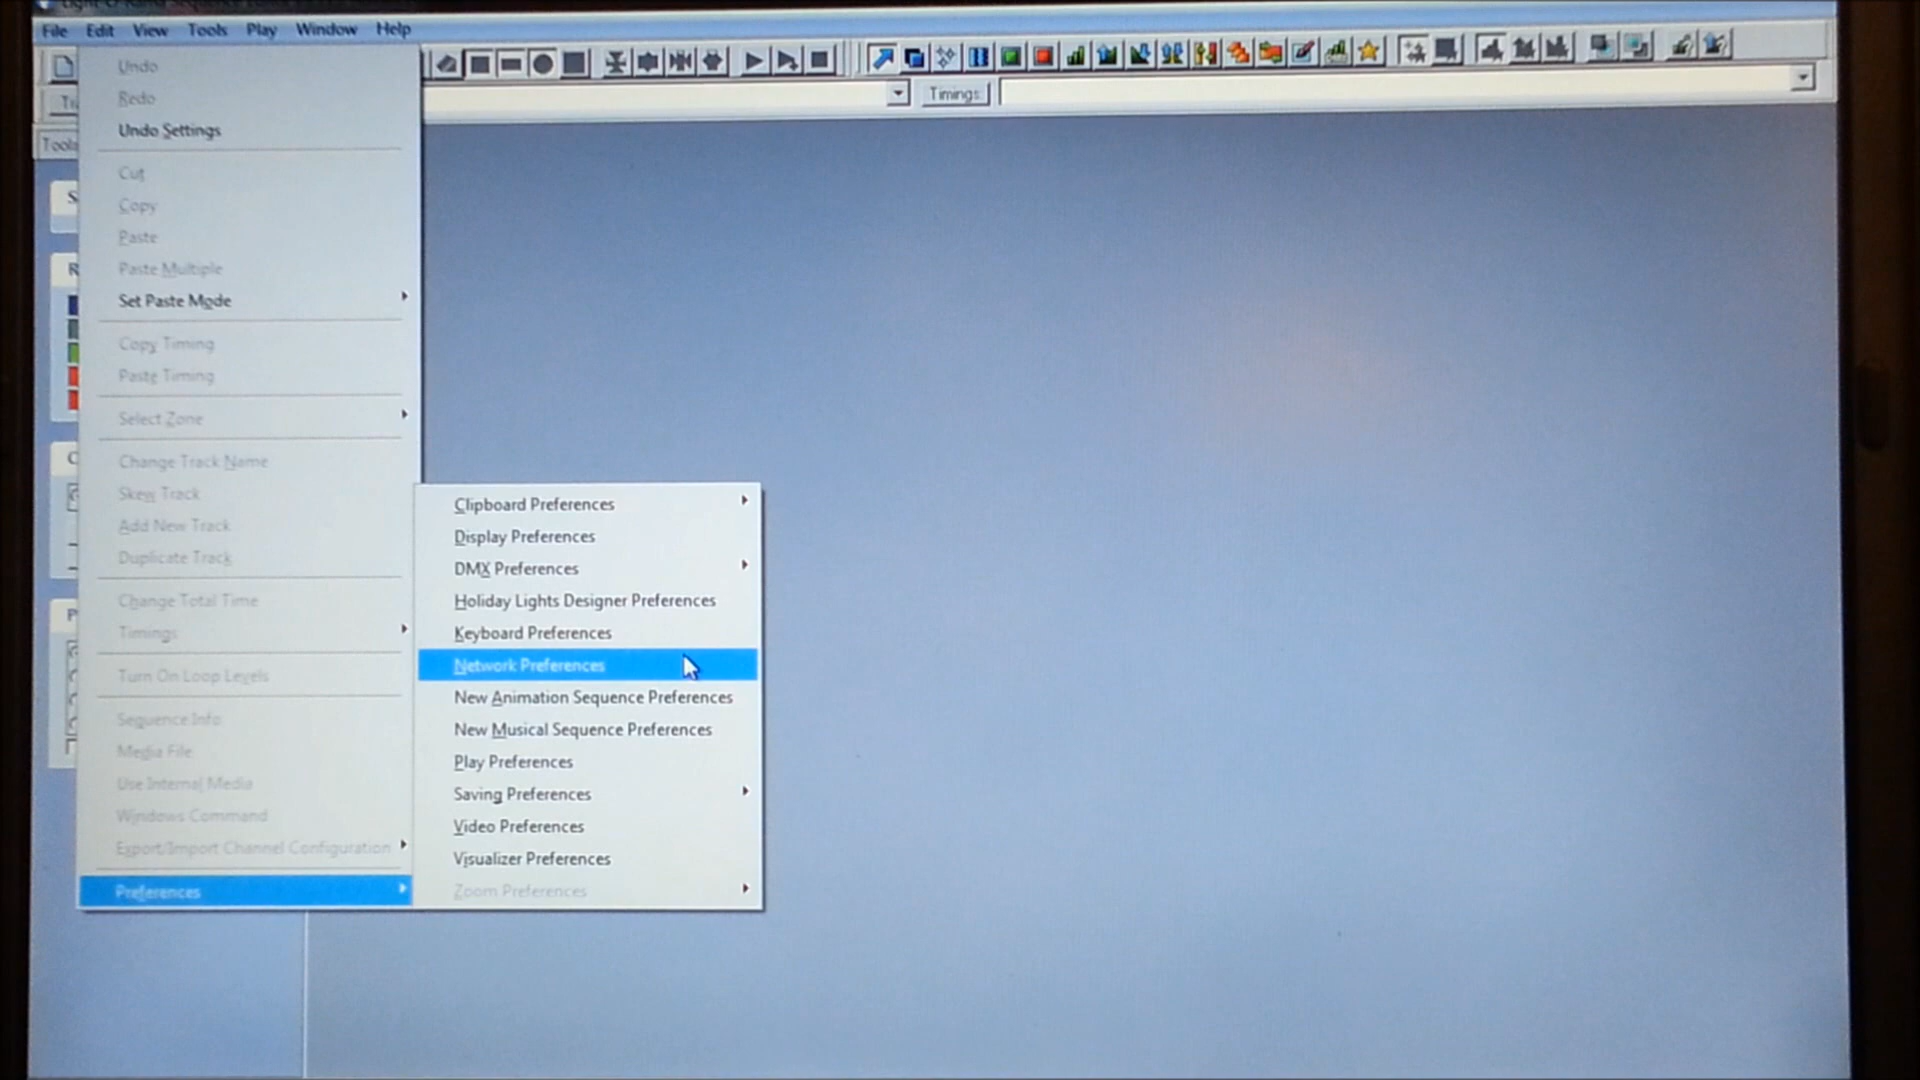 File Edit View Tools Play Window Help
Timings
Undo
Redo
Undo Settings
Cut
Copy
Paste
Paste Multiple
Set Paste Mode
Copy Timing
Paste Timing
Select Zone
Change Track Name
Skew Track
Add New Track
Duplicate Track
Change Total Time
Timings
Turn On Loop Levels
Sequence Info
Media File
Use Internal Media
Windows Command
Export/Import Channel Configuration
Preferences
Clipboard Preferences
Display Preferences
DMX Preferences
Holiday Lights Designer Preferences
Keyboard Preferences
Network Preferences
New Animation Sequence Preferences
New Musical Sequence Preferences
Play Preferences
Saving Preferences
Video Preferences
Visualizer Preferences
Zoom Preferences